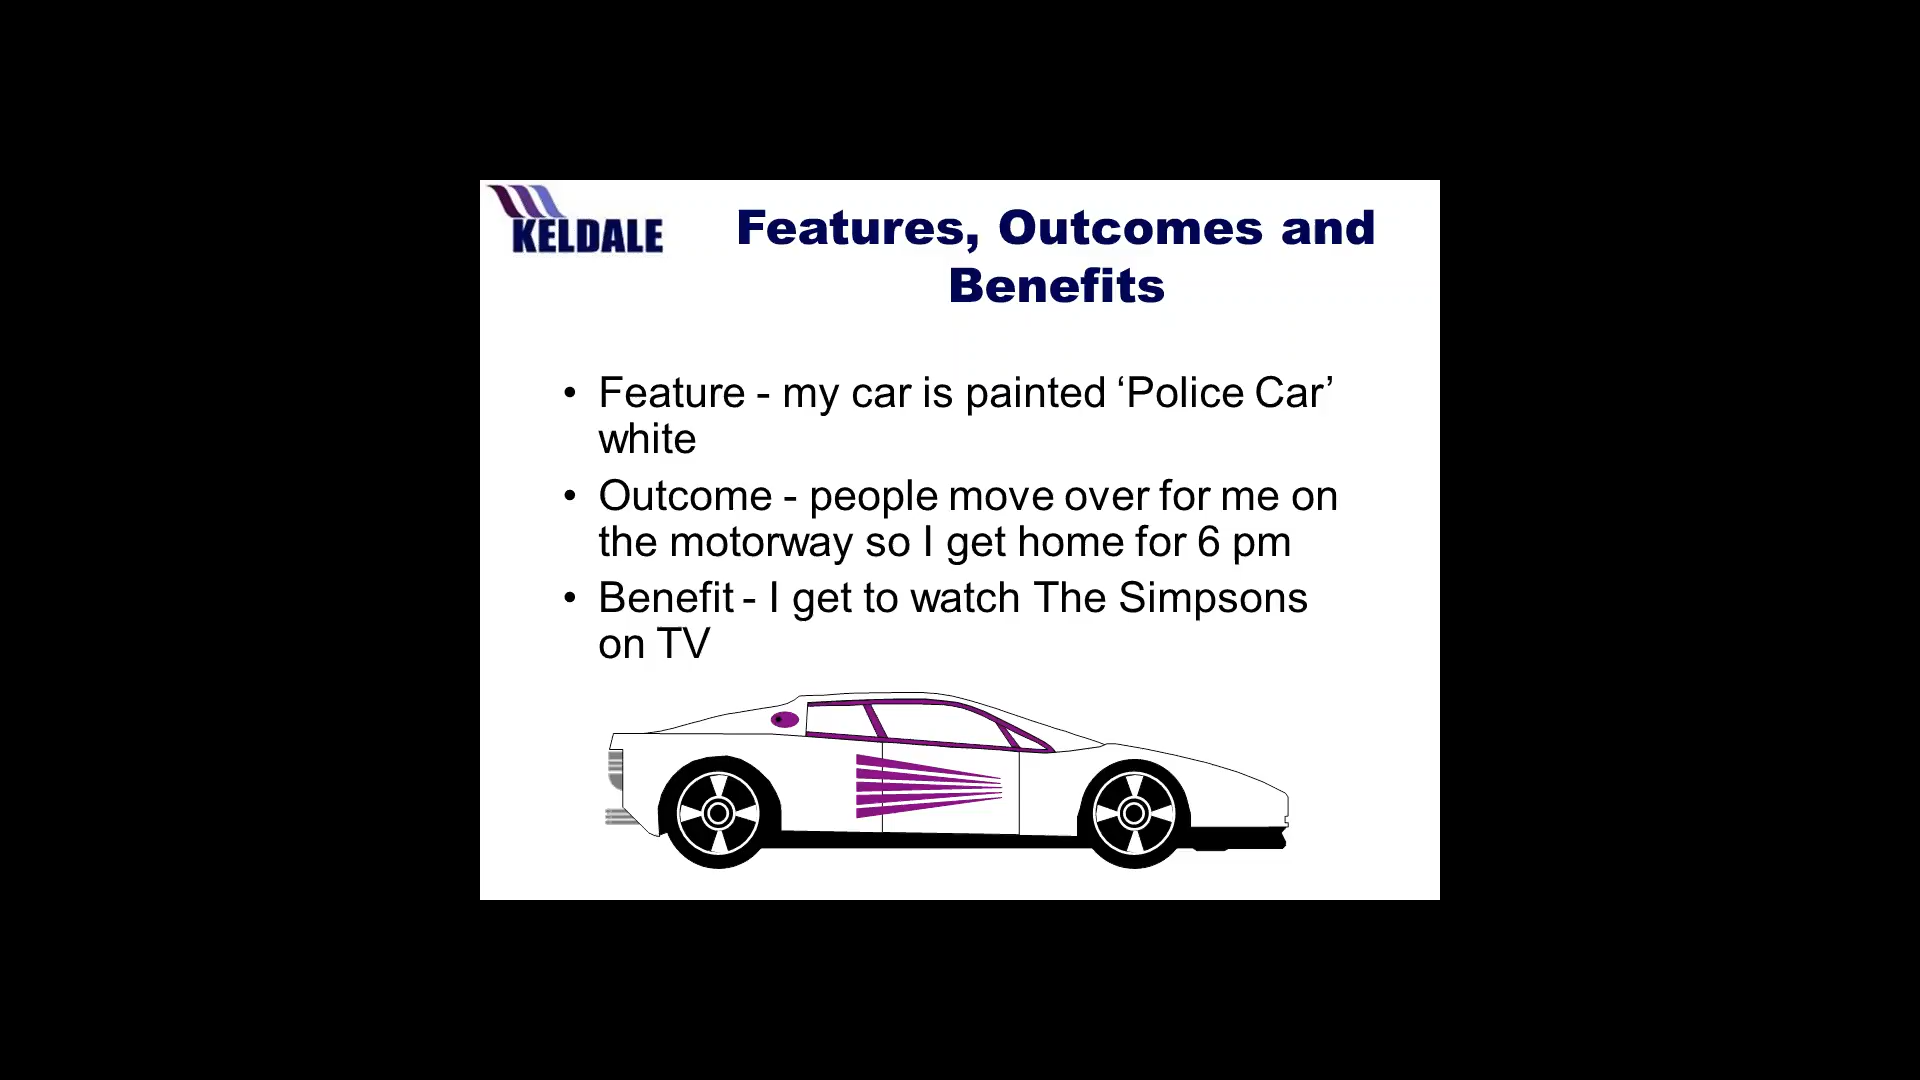 KELDALE
Features, Outcomes and
Benefits
• Feature - my car is painted ‘Police Car’
white
• Outcome - people move over for me on
the motorway so I get home for 6 pm
• Benefit - I get to watch The Simpsons
on TV